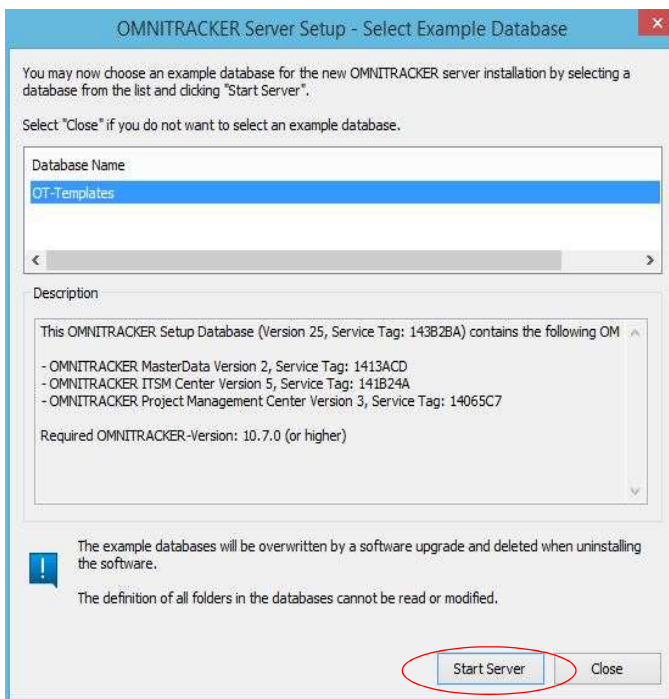 OMNITRACKER Server Setup - Select Example Database
You may now choose an example database for the new OMNITRACKER server installation by selecting a
database from the list and clicking "Start Server".
Select "Close" if you do not want to select an example database.
Database Name
OT-Templates
Description
This OMNITRACKER Setup Database (Version 25, Service Tag: 143B2BA) contains the following OM
- OMNITRACKER MasterData Version 2, Service Tag: 1413ACD
- OMNITRACKER ITSM Center Version 5, Service Tag: 141B24A
- OMNITRACKER Project Management Center Version 3, Service Tag: 14065C7
Required OMNITRACKER-Version: 10.7.0 (or higher)
The example databases will be overwritten by a software upgrade and deleted when uninstalling
the software.
The definition of all folders in the databases cannot be read or modified.
Start Server
Close